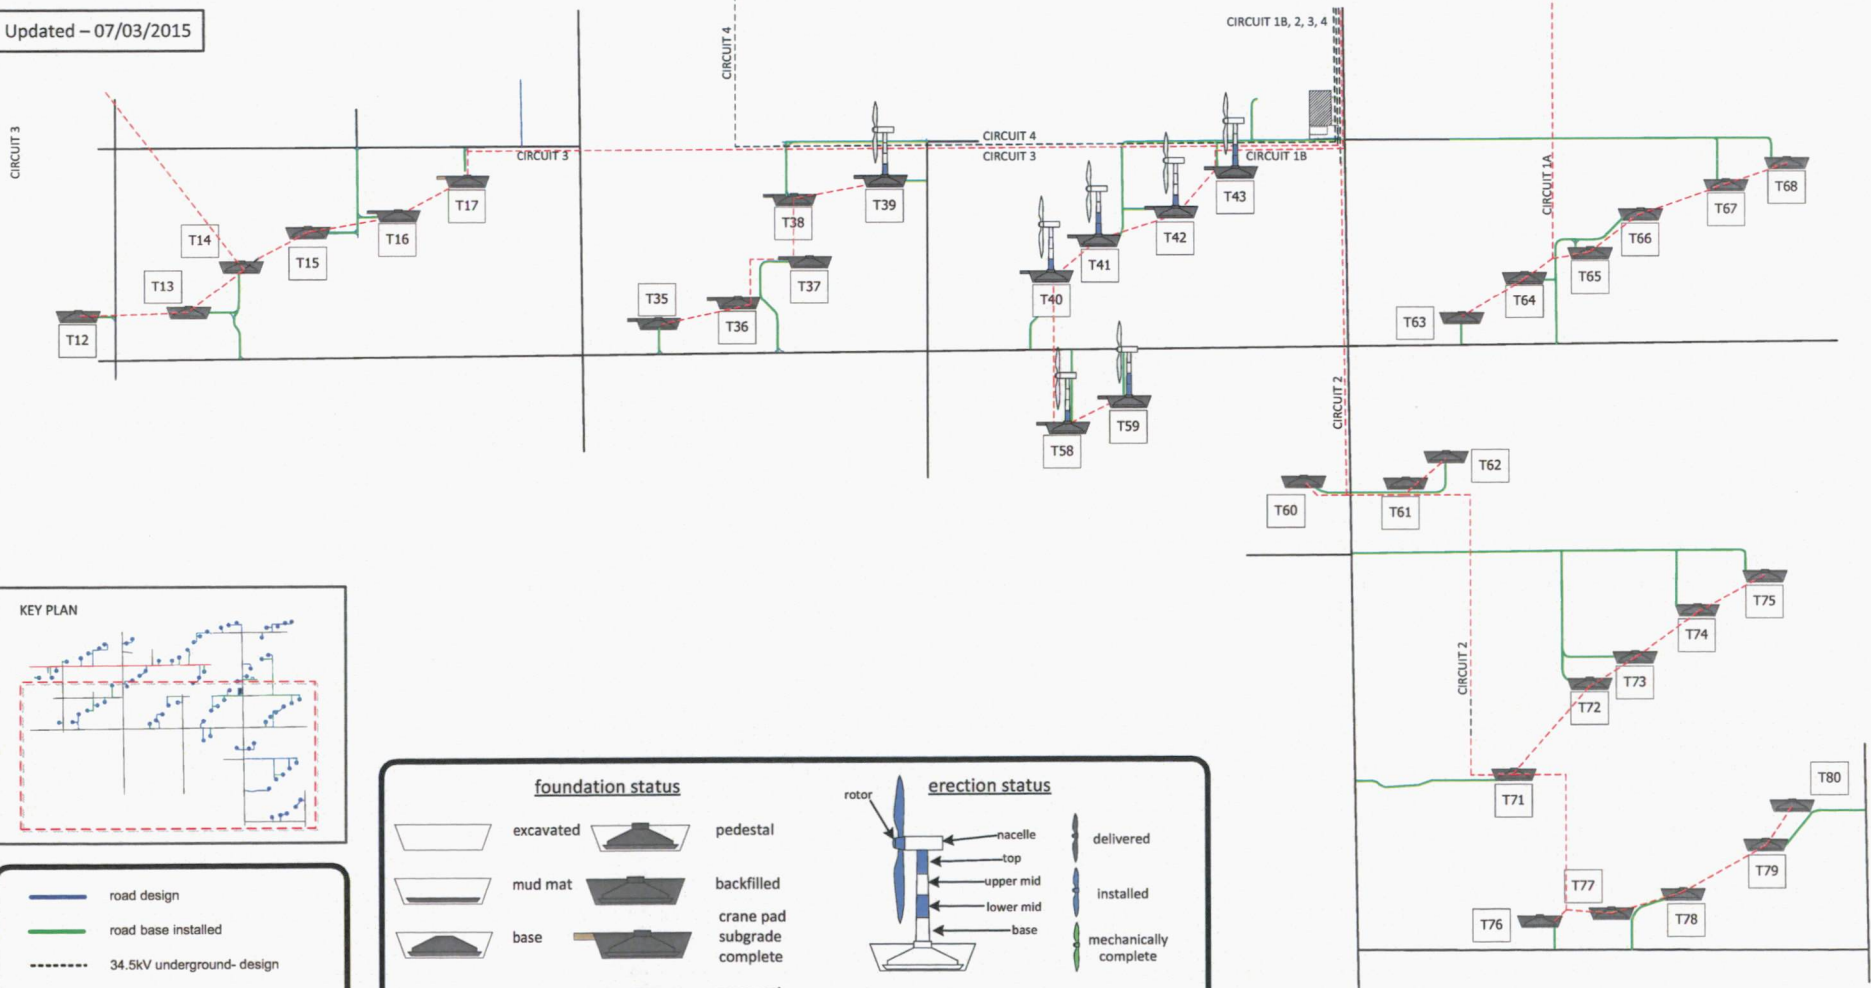 Updated – 07/03/2015
CIRCUIT 3
CIRCUIT 4
CIRCUIT 1B, 2, 3, 4
CIRCUIT 3
CIRCUIT 4
CIRCUIT 3
CIRCUIT 1B
CIRCUIT 1A
T12
T13
T14
T15
T16
T17
T35
T36
T37
T38
T39
T40
T41
T42
T43
T58
T59
T63
T64
T65
T66
T67
T68
CIRCUIT 2
T60
T61
T62
CIRCUIT 2
T71
T72
T73
T74
T75
T76
T77
T78
T79
T80
KEY PLAN
road design
road base installed
34.5kV underground- design
foundation status
excavated
pedestal
mud mat
backfilled
base
crane pad
subgrade
complete
erection status
rotor
nacelle
top
upper mid
lower mid
base
delivered
installed
mechanically
complete